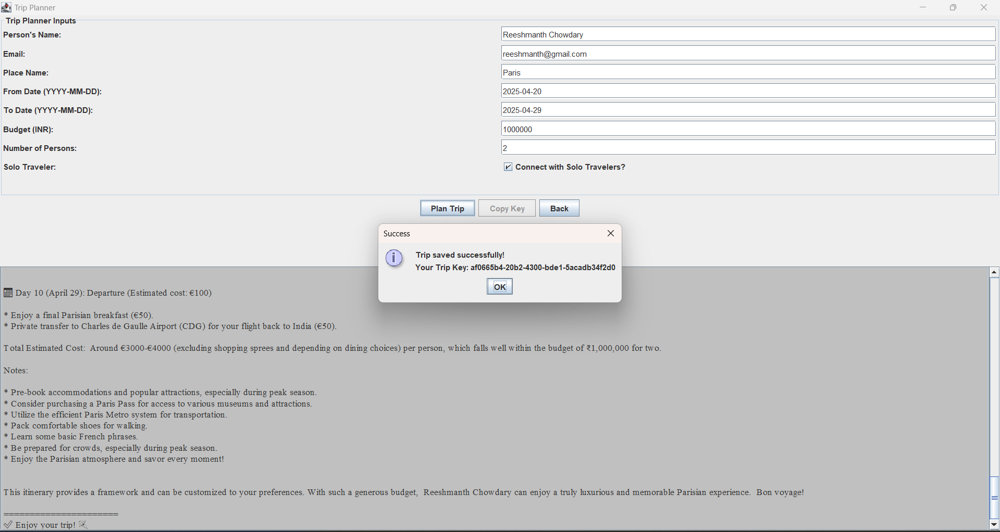 Trip Planner
Trip Planner Inputs
Person's Name:
Reeshmanth Chowdary
Email:
reeshmanth@gmail.com
Place Name:
Paris
From Date (YYYY-MM-DD):
2025-04-20
To Date (YYYY-MM-DD):
2025-04-29
Budget (INR):
1000000
Number of Persons:
2
Solo Traveler:
Connect with Solo Travelers?
Plan Trip
Copy Key
Back
Success
Trip saved successfully!
Your Trip Key: af0665b4-20b2-4300-bde1-5acadb34f2d0
OK
Day 10 (April 29): Departure (Estimated cost: €100)
* Enjoy a final Parisian breakfast (€50).
* Private transfer to Charles de Gaulle Airport (CDG) for your flight back to India (€50).
Total Estimated Cost:  Around €3000-€4000 (excluding shopping sprees and depending on dining choices) per person, which falls well within the budget of ₹1,000,000 for two.
Notes:
* Pre-book accommodations and popular attractions, especially during peak season.
* Consider purchasing a Paris Pass for access to various museums and attractions.
* Utilize the efficient Paris Metro system for transportation.
* Pack comfortable shoes for walking.
* Learn some basic French phrases.
* Be prepared for crowds, especially during peak season.
* Enjoy the Parisian atmosphere and savor every moment!
This itinerary provides a framework and can be customized to your preferences. With such a generous budget,  Reeshmanth Chowdary can enjoy a truly luxurious and memorable Parisian experience.  Bon voyage!
======================
Enjoy your trip!